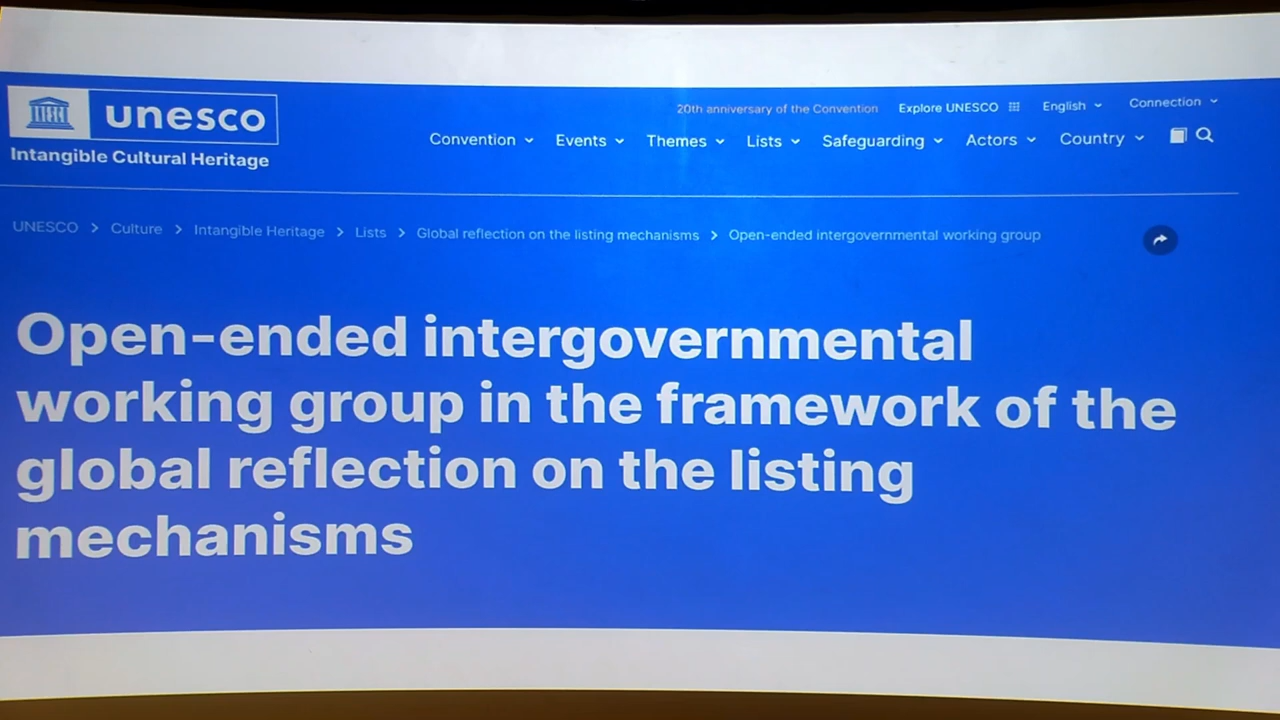 unesco
Intangible Cultural Heritage
20th anniversary of the Convention Explore UNESCO English Connection
Convention Events Themes Lists Safeguarding Actors Country
UNESCO > Culture > Intangible Heritage > Lists > Global reflection on the listing mechanisms > Open-ended intergovernmental working group
Open-ended intergovernmental
working group in the framework of the
global reflection on the listing
mechanisms